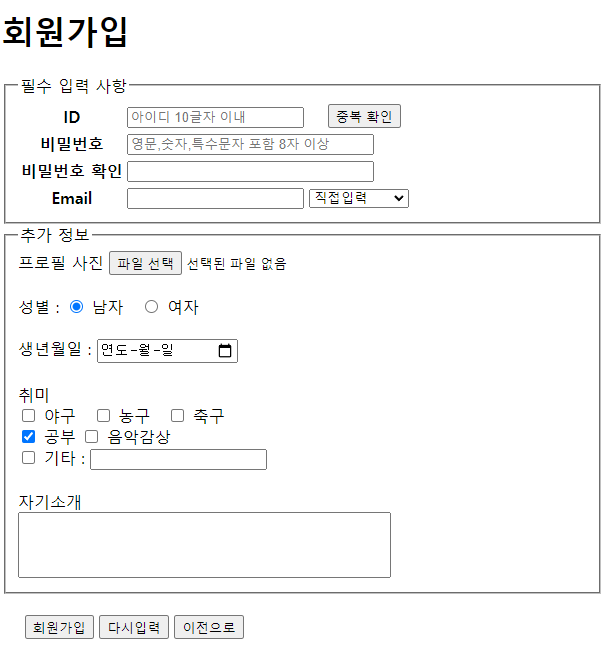 회원가입
필수 입력 사항
ID 아이디 10글자 이내 중복 확인
비밀번호 영문,숫자,특수문자 포함 8자 이상
비밀번호 확인
Email 직접입력
추가 정보
프로필 사진 파일 선택 선택된 파일 없음
성별 : 남자 여자
생년월일 : 연도-월-일
취미
야구 농구 축구
공부 음악감상
기타 :
자기소개
회원가입 다시입력 이전으로